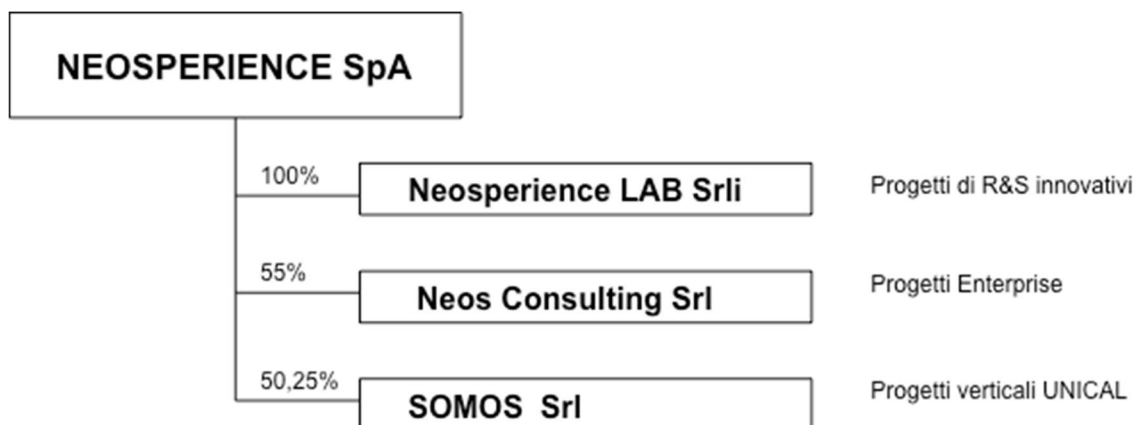 NEOSPERIENCE SpA
100%
Neosperience LAB Srli
Progetti di R&S innovativi
55%
Neos Consulting Srl
Progetti Enterprise
50,25%
SOMOS Srl
Progetti verticali UNICAL